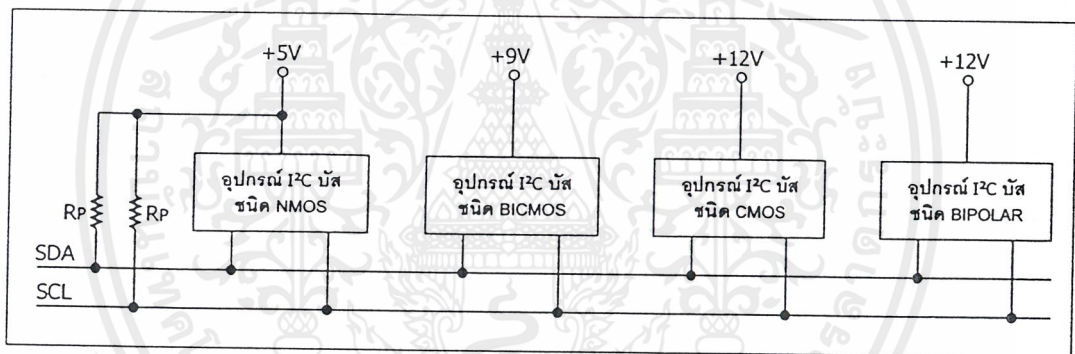 +5V
+9V
+12V
+12V
อุปกรณ์ I²C บัส
ชนิด NMOS
อุปกรณ์ I²C บัส
ชนิด BICMOS
อุปกรณ์ I²C บัส
ชนิด CMOS
อุปกรณ์ I²C บัส
ชนิด BIPOLAR
RP
RP
SDA
SCL